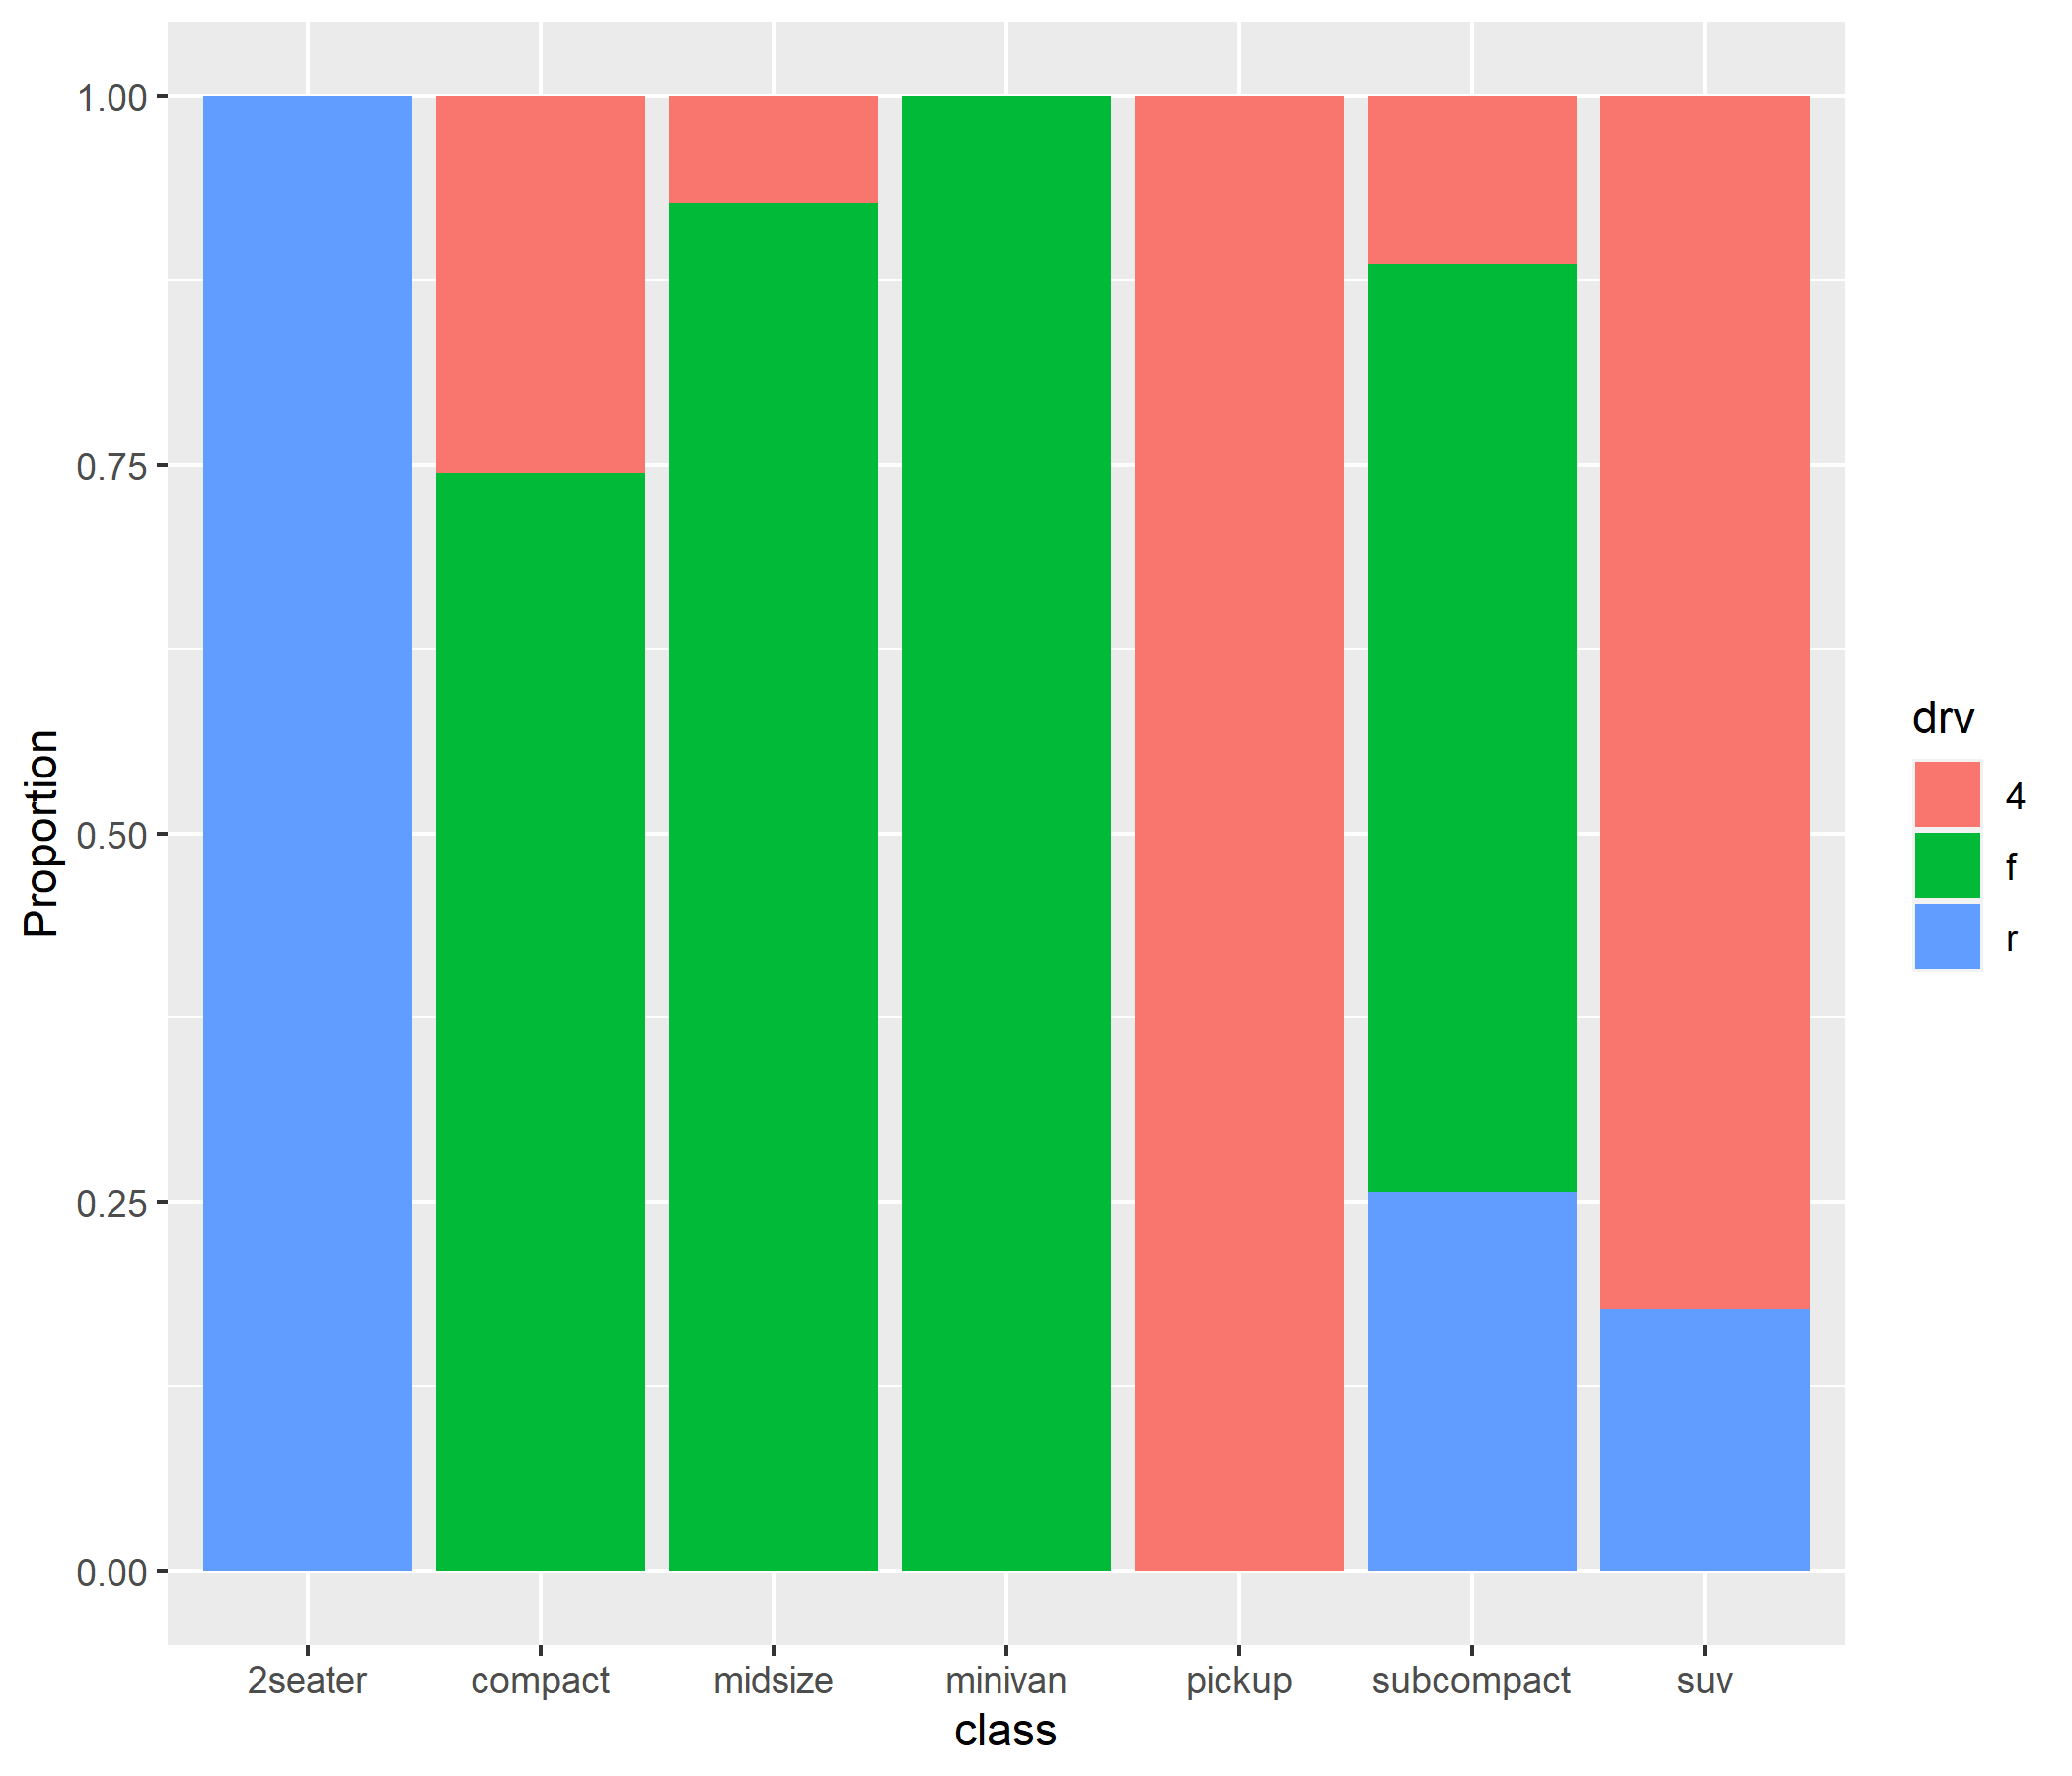 1.00
0.75
0.50
0.25
0.00
Proportion
2seater compact midsize minivan pickup subcompact suv
class
drv
4
f
r